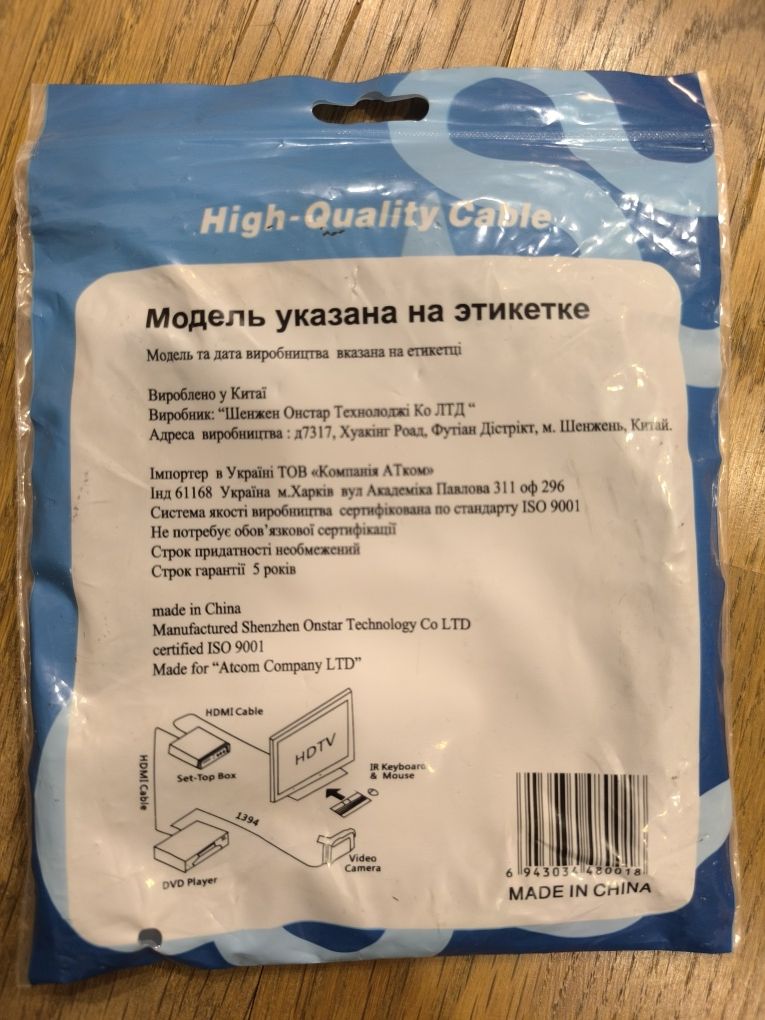 High-Quality Cable
Модель указана на этикетке
Модель та дата виробництва вказана на етикетці
Вироблено у Китаї
Виробник: “Шенжен Онстар Технолоджі Ко ЛТД “
Адреса виробництва : д7317, Хуакінг Роад, Футіан Дістрікт, м. Шенжень, Китай.
Імпортер в Україні ТОВ «Компанія АТком»
Інд 61168 Україна м.Харків вул Академіка Павлова 311 оф 296
Система якості виробництва сертифікована по стандарту ISO 9001
Не потребує обов’язкової сертифікації
Строк придатності необмежений
Строк гарантії 5 років
made in China
Manufactured Shenzhen Onstar Technology Co LTD
certified ISO 9001
Made for “Atcom Company LTD”
HDMI Cable
HDTV
Set-Top Box
HDMI Cable
IR Keyboard
& Mouse
1394
Video
Camera
DVD Player
6 943034 480018
MADE IN CHINA